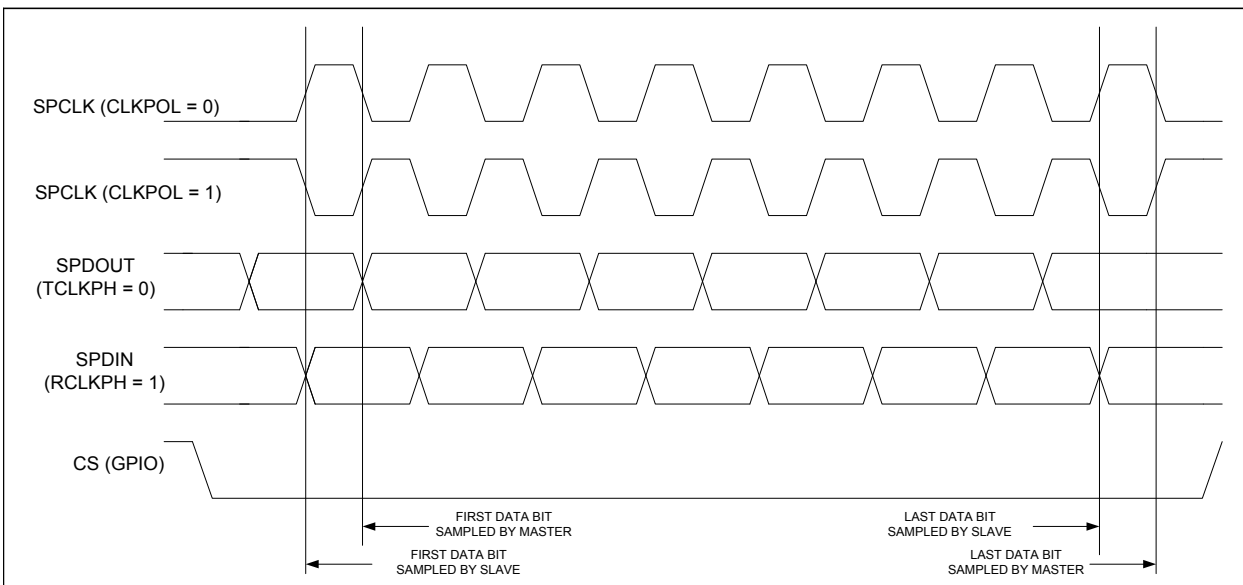 SPCLK (CLKPOL = 0)
SPCLK (CLKPOL = 1)
SPDOUT
(TCLKPH = 0)
SPDIN
(RCLKPH = 1)
CS (GPIO)
FIRST DATA BIT
SAMPLED BY MASTER
LAST DATA BIT
SAMPLED BY SLAVE
FIRST DATA BIT
SAMPLED BY SLAVE
LAST DATA BIT
SAMPLED BY MASTER